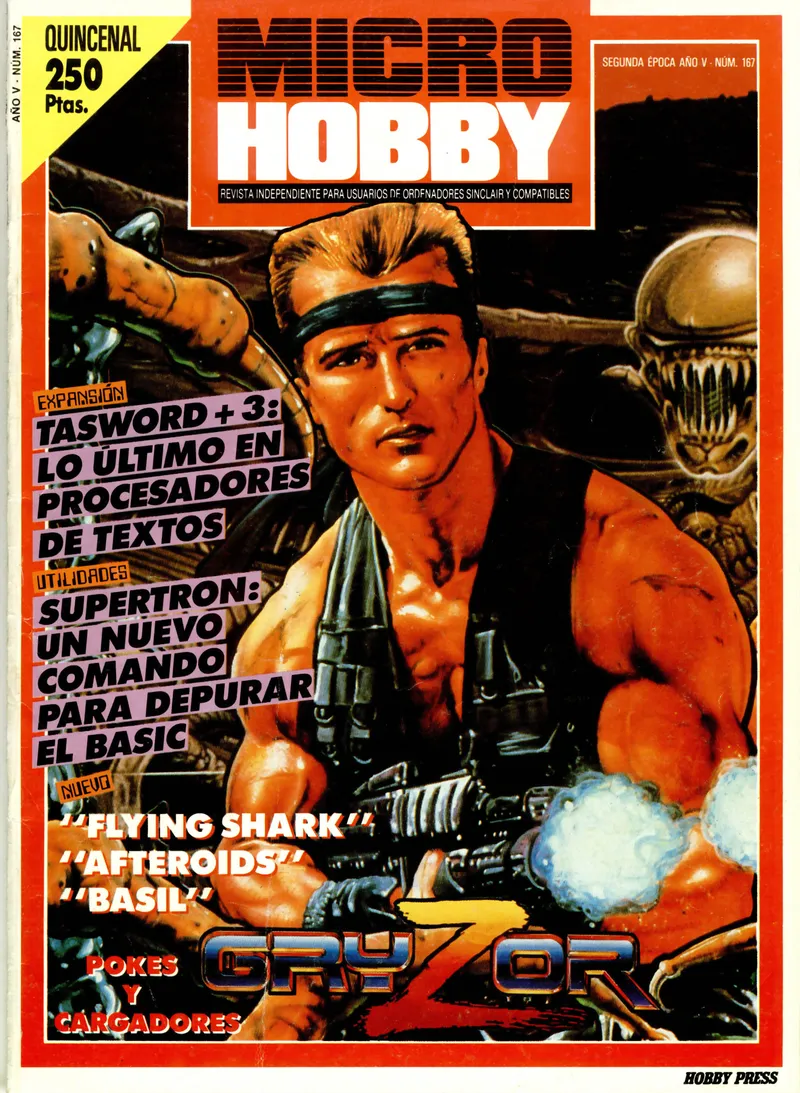 AÑO V - NÚM. 167
QUINCENAL
250
Ptas.
MICRO
HOBBY
REVISTA INDEPENDIENTE PARA USUARIOS DE ORDENADORES SINCLAIR Y COMPATIBLES
SEGUNDA ÉPOCA AÑO V - NÚM. 167
EXPANSIÓN
TASWORD + 3:
LO ÚLTIMO EN
PROCESADORES
DE TEXTOS
UTILIDADES
SUPERTRON:
UN NUEVO
COMANDO
PARA DEPURAR
EL BASIC
NUEVO
"FLYING SHARK"
"AFTEROIDS"
"BASIL"
GRYZOR
POKES
Y
CARGADORES
HOBBY PRESS